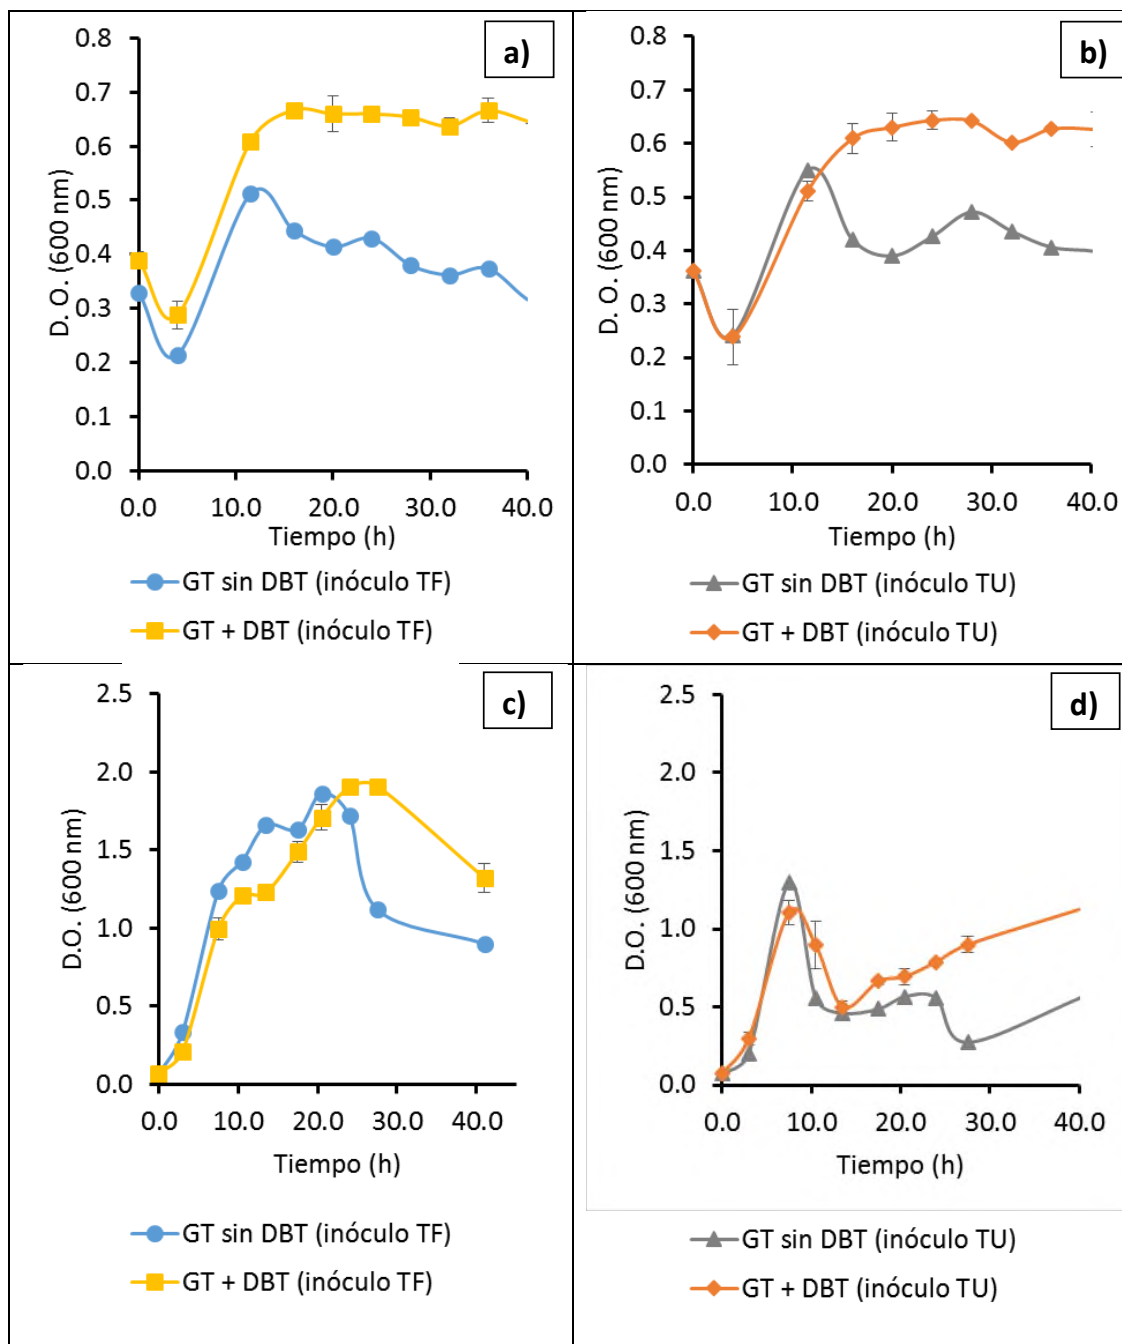 a)
D. O. (600 nm)
0.8
0.7
0.6
0.5
0.4
0.3
0.2
0.1
0.0
0.0 10.0 20.0 30.0 40.0
Tiempo (h)
GT sin DBT (inóculo TF)
GT + DBT (inóculo TF)
b)
D. O. (600 nm)
0.8
0.7
0.6
0.5
0.4
0.3
0.2
0.1
0.0
0.0 10.0 20.0 30.0 40.0
Tiempo (h)
GT sin DBT (inóculo TU)
GT + DBT (inóculo TU)
c)
D.O. (600 nm)
2.5
2.0
1.5
1.0
0.5
0.0
0.0 10.0 20.0 30.0 40.0
Tiempo (h)
GT sin DBT (inóculo TF)
GT + DBT (inóculo TF)
d)
D.O. (600 nm)
2.5
2.0
1.5
1.0
0.5
0.0
0.0 10.0 20.0 30.0 40.0
Tiempo (h)
GT sin DBT (inóculo TU)
GT + DBT (inóculo TU)